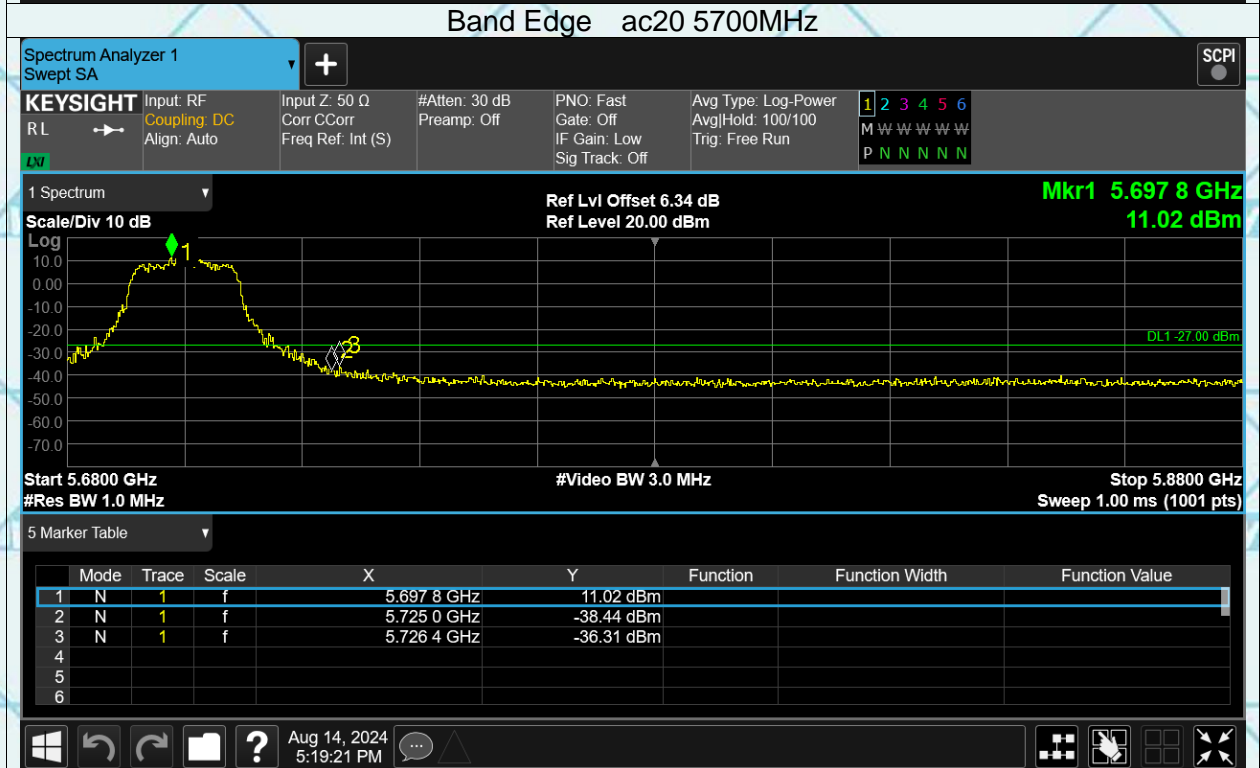 Band Edge ac20 5700MHz
Spectrum Analyzer 1
Swept SA
+
SCPI
KEYSIGHT
RL
LXI
Input: RF
Coupling: DC
Align: Auto
Input Z: 50 Ω
Corr CCorr
Freq Ref: Int (S)
#Atten: 30 dB
Preamp: Off
PNO: Fast
Gate: Off
IF Gain: Low
Sig Track: Off
Avg Type: Log-Power
Avg|Hold: 100/100
Trig: Free Run
1 2 3 4 5 6
M W W W W W
P N N N N N
1 Spectrum
Scale/Div 10 dB
Log
Ref Lvl Offset 6.34 dB
Ref Level 20.00 dBm
Mkr1 5.697 8 GHz
11.02 dBm
10.0
0.00
-10.0
-20.0
-30.0
-40.0
-50.0
-60.0
-70.0
1
2
3
DL1 -27.00 dBm
Start 5.6800 GHz
#Res BW 1.0 MHz
#Video BW 3.0 MHz
Stop 5.8800 GHz
Sweep 1.00 ms (1001 pts)
5 Marker Table
Mode Trace Scale X Y Function Function Width Function Value
1 N 1 f 5.697 8 GHz 11.02 dBm
2 N 1 f 5.725 0 GHz -38.44 dBm
3 N 1 f 5.726 4 GHz -36.31 dBm
4
5
6
?
Aug 14, 2024
5:19:21 PM